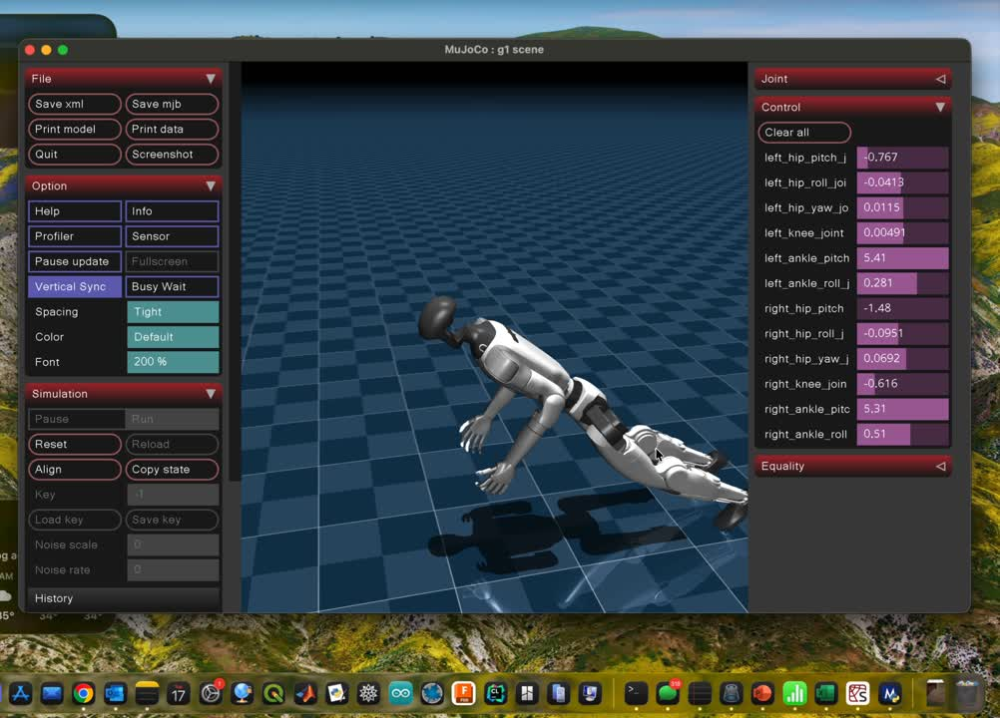 MuJoCo : g1 scene
File
Save xml Save mjb
Print model Print data
Quit Screenshot
Option
Help Info
Profiler Sensor
Pause update Fullscreen
Vertical Sync Busy Wait
Spacing Tight
Color Default
Font 200 %
Simulation
Pause Run
Reset Reload
Align Copy state
Key -1
Load key Save key
Noise scale 0
Noise rate 0
History
Joint
Control
Clear all
left_hip_pitch_j -0.767
left_hip_roll_joi -0.0413
left_hip_yaw_jo 0.0115
left_knee_joint 0.00491
left_ankle_pitch 5.41
left_ankle_roll_j 0.281
right_hip_pitch -1.48
right_hip_roll_j -0.0951
right_hip_yaw_j 0.0692
right_knee_join -0.616
right_ankle_pitc 5.31
right_ankle_roll 0.51
Equality
AM
34° 34°
17